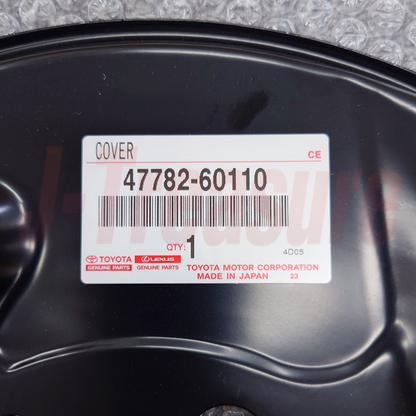 COVER
CE
47782-60110
QTY: 1
4D05
TOYOTA LEXUS
GENUINE PARTS GENUINE PARTS
TOYOTA MOTOR CORPORATION
MADE IN JAPAN 23
J-Treasure